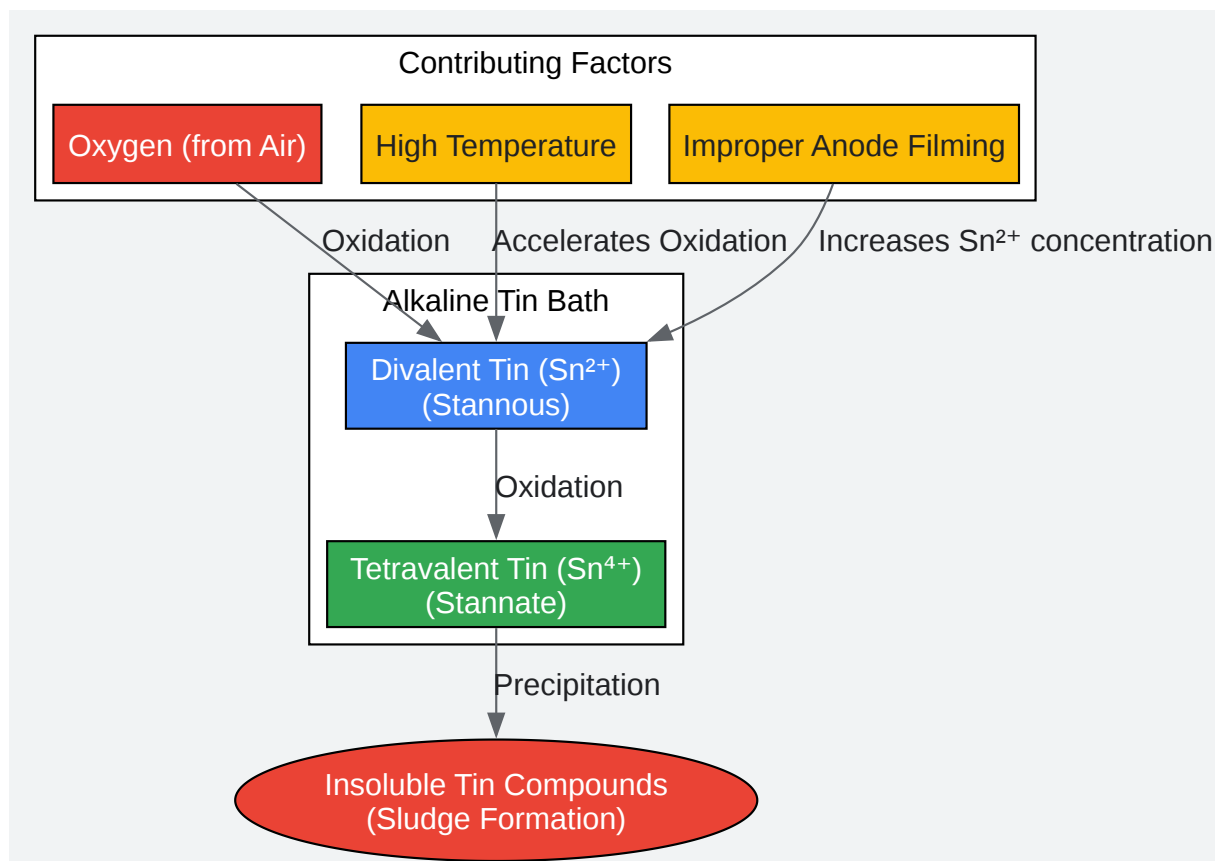 Contributing Factors
Oxygen (from Air)
High Temperature
Improper Anode Filming
Oxidation
Accelerates Oxidation
Increases Sn²⁺ concentration
Alkaline Tin Bath
Divalent Tin (Sn²⁺)
(Stannous)
Oxidation
Tetravalent Tin (Sn⁴⁺)
(Stannate)
Precipitation
Insoluble Tin Compounds
(Sludge Formation)